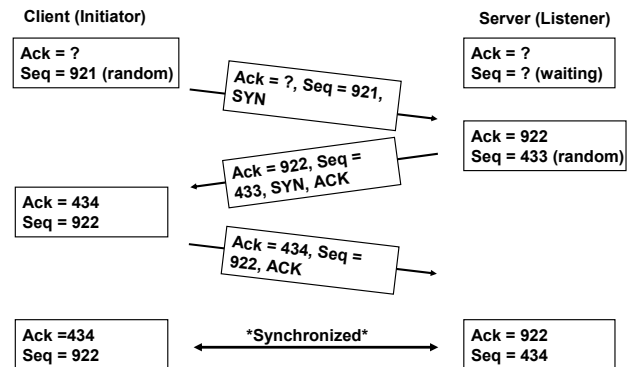 Client (Initiator)
Server (Listener)
Ack = ?
Seq = 921 (random)
Ack = ?
Seq = ? (waiting)
Ack = ?, Seq = 921,
SYN
Ack = 922
Seq = 433 (random)
Ack = 922, Seq =
433, SYN, ACK
Ack = 434
Seq = 922
Ack = 434, Seq =
922, ACK
Ack =434
Seq = 922
*Synchronized*
Ack = 922
Seq = 434